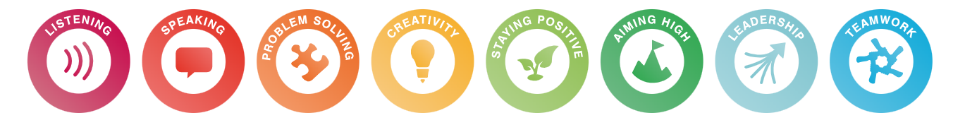 LISTENING
SPEAKING
PROBLEM SOLVING
CREATIVITY
STAYING POSITIVE
AIMING HIGH
LEADERSHIP
TEAMWORK